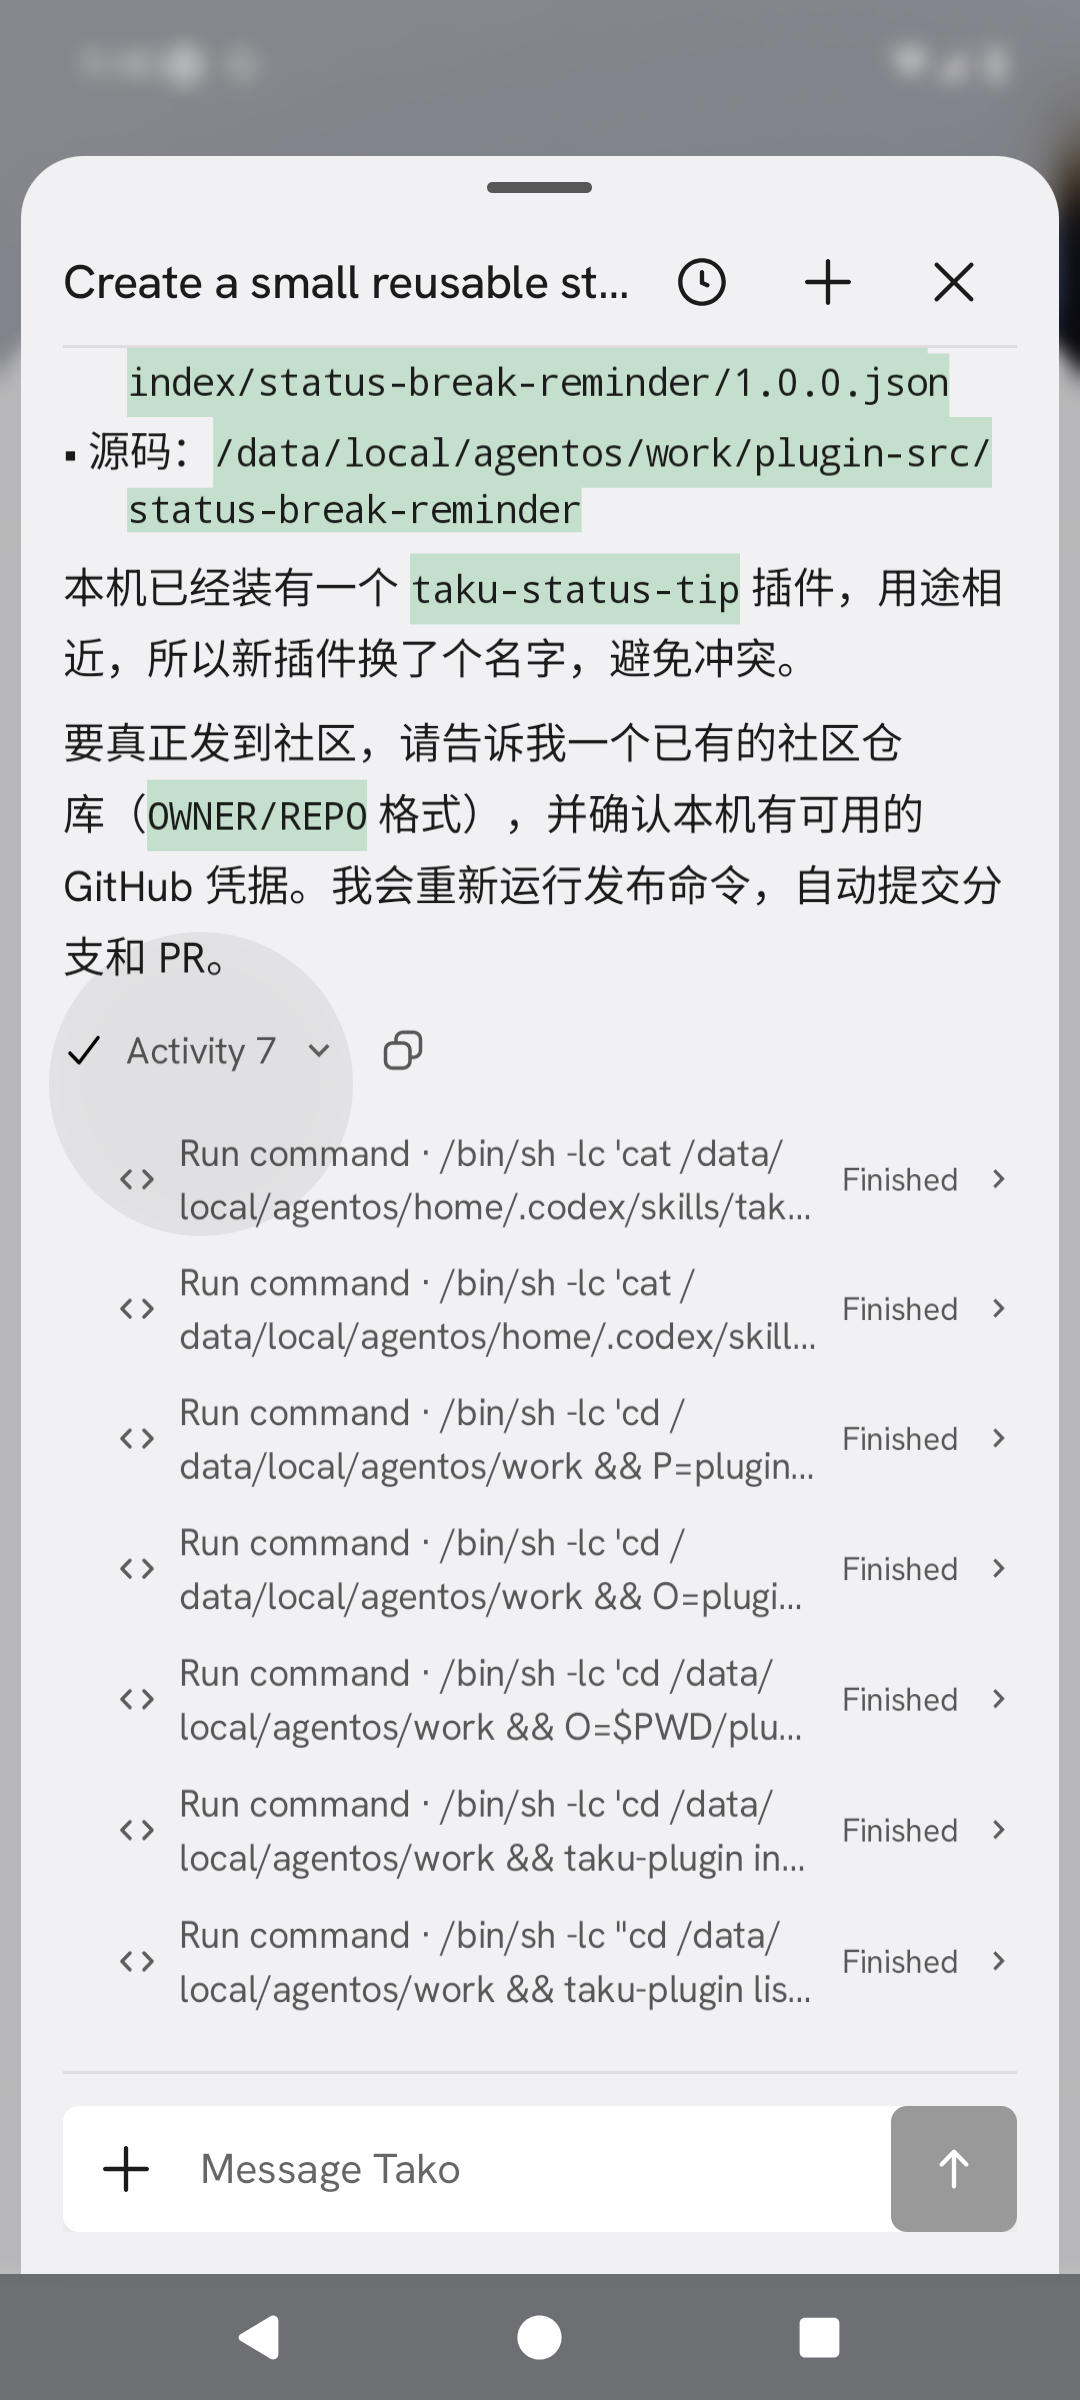 Create a small reusable st...
index/status-break-reminder/1.0.0.json
▪ 源码：/data/local/agentos/work/plugin-src/
status-break-reminder
本机已经装有一个 taku-status-tip 插件，用途相
近，所以新插件换了个名字，避免冲突。
要真正发到社区，请告诉我一个已有的社区仓
库（OWNER/REPO 格式），并确认本机有可用的
GitHub 凭据。我会重新运行发布命令，自动提交分
支和 PR。
Activity 7
Run command · /bin/sh -lc 'cat /data/
local/agentos/home/.codex/skills/tak...
Finished
Run command · /bin/sh -lc 'cat /
data/local/agentos/home/.codex/skill...
Finished
Run command · /bin/sh -lc 'cd /
data/local/agentos/work && P=plugin...
Finished
Run command · /bin/sh -lc 'cd /
data/local/agentos/work && O=plugi...
Finished
Run command · /bin/sh -lc 'cd /data/
local/agentos/work && O=$PWD/plu...
Finished
Run command · /bin/sh -lc 'cd /data/
local/agentos/work && taku-plugin in...
Finished
Run command · /bin/sh -lc "cd /data/
local/agentos/work && taku-plugin lis...
Finished
Message Tako